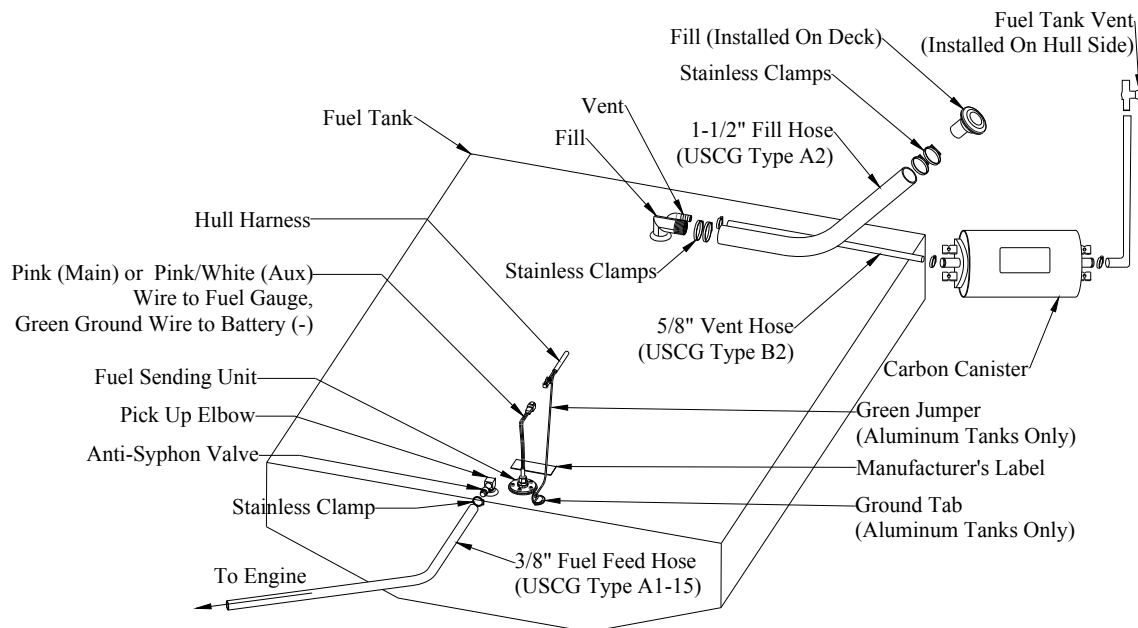 Fuel Tank Vent
(Installed On Hull Side)
Fill (Installed On Deck)
Stainless Clamps
Vent
Fuel Tank
1-1/2" Fill Hose
(USCG Type A2)
Fill
Hull Harness
Stainless Clamps
Pink (Main) or  Pink/White (Aux)
Wire to Fuel Gauge,
Green Ground Wire to Battery (-)
5/8" Vent Hose
(USCG Type B2)
Carbon Canister
Fuel Sending Unit
Pick Up Elbow
Green Jumper
(Aluminum Tanks Only)
Anti-Syphon Valve
Manufacturer's Label
Stainless Clamp
Ground Tab
(Aluminum Tanks Only)
3/8" Fuel Feed Hose
(USCG Type A1-15)
To Engine